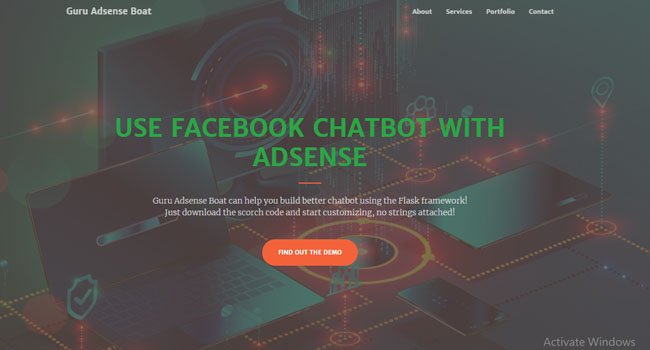 Guru Adsense Boat
About Services Portfolio Contact
USE FACEBOOK CHATBOT WITH
ADSENSE
Guru Adsense Boat can help you build better chatbot using the Flask framework!
Just download the scorch code and start customizing, no strings attached!
FIND OUT THE DEMO
Activate Windows